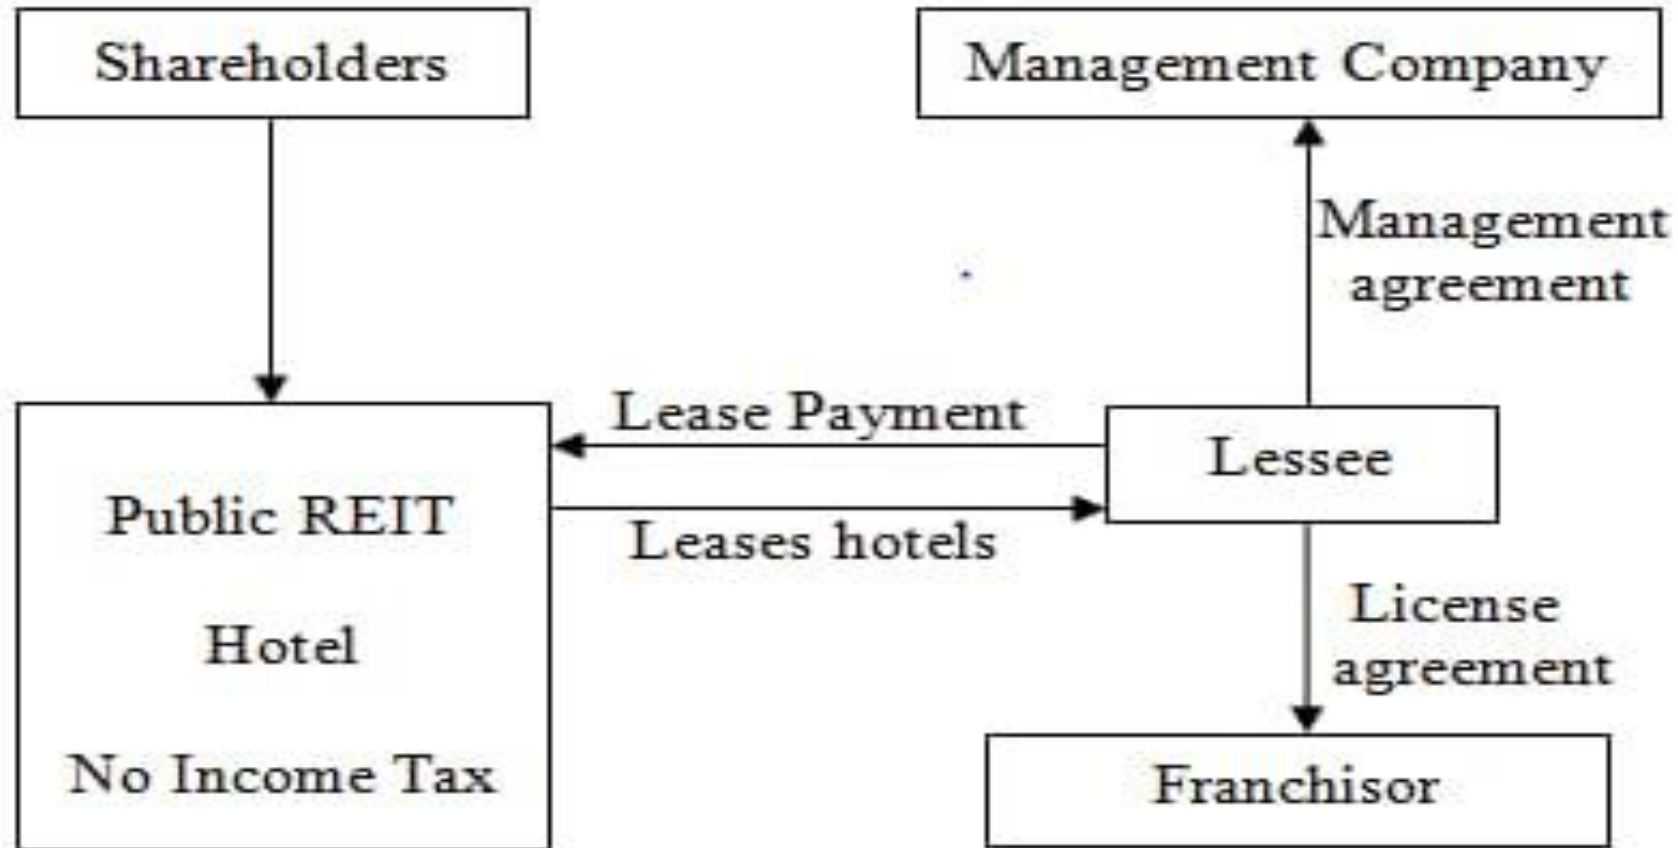 Shareholders
Management Company
Management
agreement
Lease Payment
Lessee
Public REIT
Leases hotels
Hotel
License
agreement
No Income Tax
Franchisor